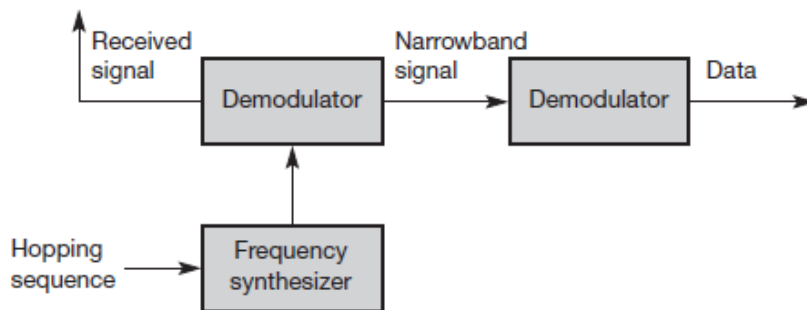 Received
signal
Demodulator
Narrowband
signal
Demodulator
Data
Hopping
sequence
Frequency
synthesizer